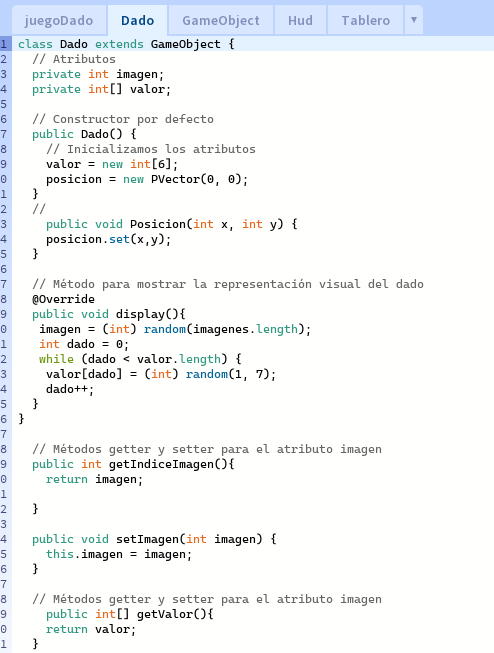 juegoDado Dado GameObject Hud Tablero ▼
1 class Dado extends GameObject {
2 // Atributos
3 private int imagen;
4 private int[] valor;
5
6 // Constructor por defecto
7 public Dado() {
8 // Inicializamos los atributos
9 valor = new int[6];
0 posicion = new PVector(0, 0);
1 }
2 //
3 public void Posicion(int x, int y) {
4 posicion.set(x,y);
5 }
6
7 // Método para mostrar la representación visual del dado
8 @Override
9 public void display(){
0 imagen = (int) random(imagenes.length);
1 int dado = 0;
2 while (dado < valor.length) {
3 valor[dado] = (int) random(1, 7);
4 dado++;
5 }
6 }
7
8 // Métodos getter y setter para el atributo imagen
9 public int getIndiceImagen(){
0 return imagen;
1
2 }
3
4 public void setImagen(int imagen) {
5 this.imagen = imagen;
6 }
7
8 // Métodos getter y setter para el atributo imagen
9 public int[] getValor(){
0 return valor;
1 }